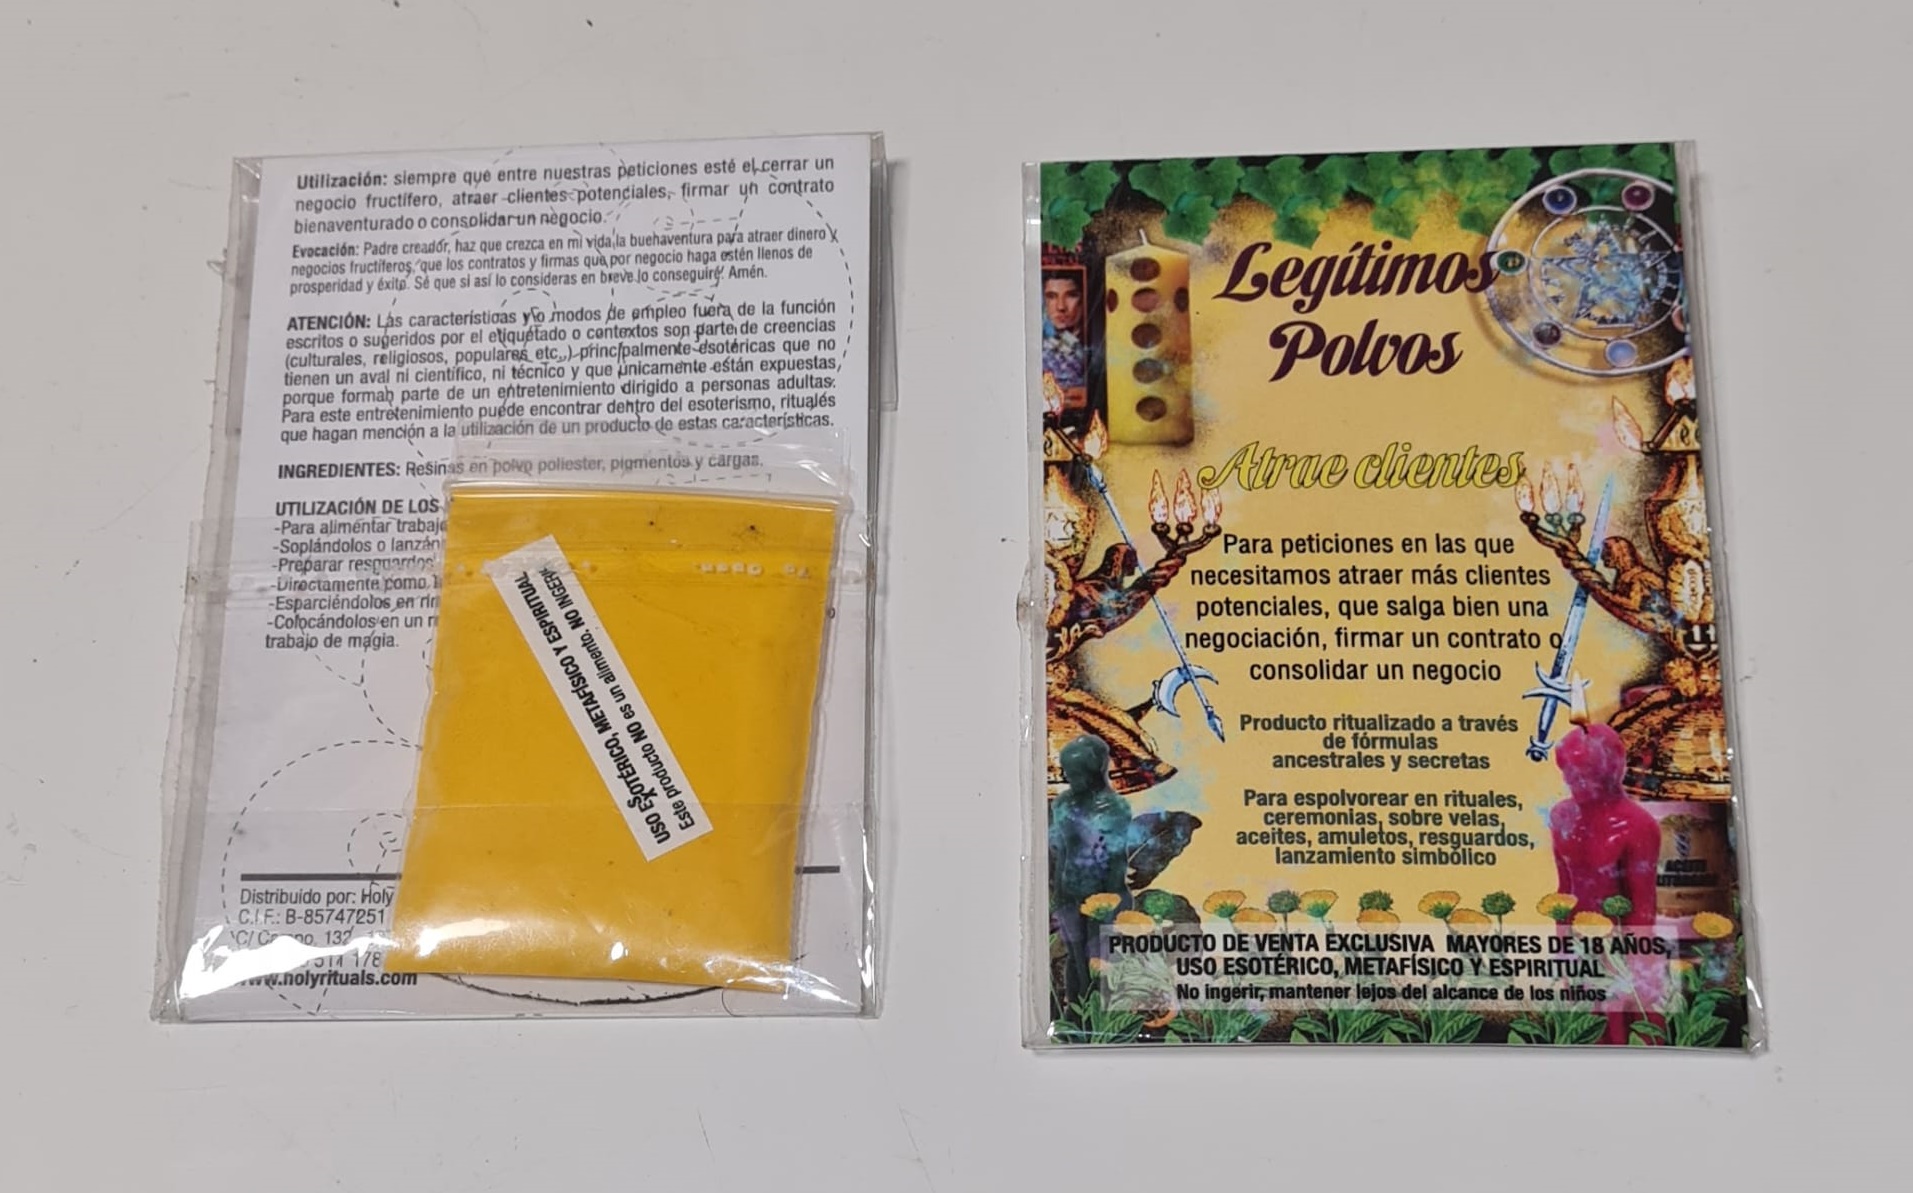 Utilización: siempre que entre nuestras peticiones esté el cerrar un
negocio fructífero, atraer clientes potenciales, firmar un contrato
bienaventurado o consolidar un negocio.
Evocación: Padre creador, haz que crezca en mi vida la buenaventura para atraer dinero y
negocios fructíferos, que los contratos y firmas que por negocio haga estén llenos de
prosperidad y éxito. Sé que si así lo consideras en breve lo conseguiré. Amén.
ATENCIÓN: Las características y/o modos de empleo fuera de la función
escritos o sugeridos por el etiquetado o contextos son parte de creencias
(culturales, religiosos, populares, etc,.) principalmente esotéricas que no
tienen un aval ni científico, ni técnico y que únicamente están expuestas,
porque forman parte de un entretenimiento dirigido a personas adultas.
Para este entretenimiento puede encontrar dentro del esoterismo, rituales
que hagan mención a la utilización de un producto de estas características.
INGREDIENTES: Resinas en polvo poliester, pigmentos y cargas.
UTILIZACIÓN DE LOS
-Para alimentar trabajo
-Soplándolos o lanzán
-Preparar resguardos
-Directamente como
-Esparciéndolos en rin
-Colocándolos en un
trabajo de magia.
USO ESOTÉRICO, METAFÍSICO Y ESPIRITUAL
Este producto NO es un alimento. NO INGERIR
Distribuido por: Holy
C.I.F.: B-85747251
C/ 132
514 178
www.holyrituals.com
Legítimos
Polvos
Atrae clientes
Para peticiones en las que
necesitamos atraer más clientes
potenciales, que salga bien una
negociación, firmar un contrato o
consolidar un negocio
Producto ritualizado a través
de fórmulas
ancestrales y secretas
Para espolvorear en rituales,
ceremonias, sobre velas,
aceites, amuletos, resguardos,
lanzamiento simbólico
ACEITE
PRODUCTO DE VENTA EXCLUSIVA MAYORES DE 18 AÑOS,
USO ESOTÉRICO, METAFÍSICO Y ESPIRITUAL
No ingerir, mantener lejos del alcance de los niños